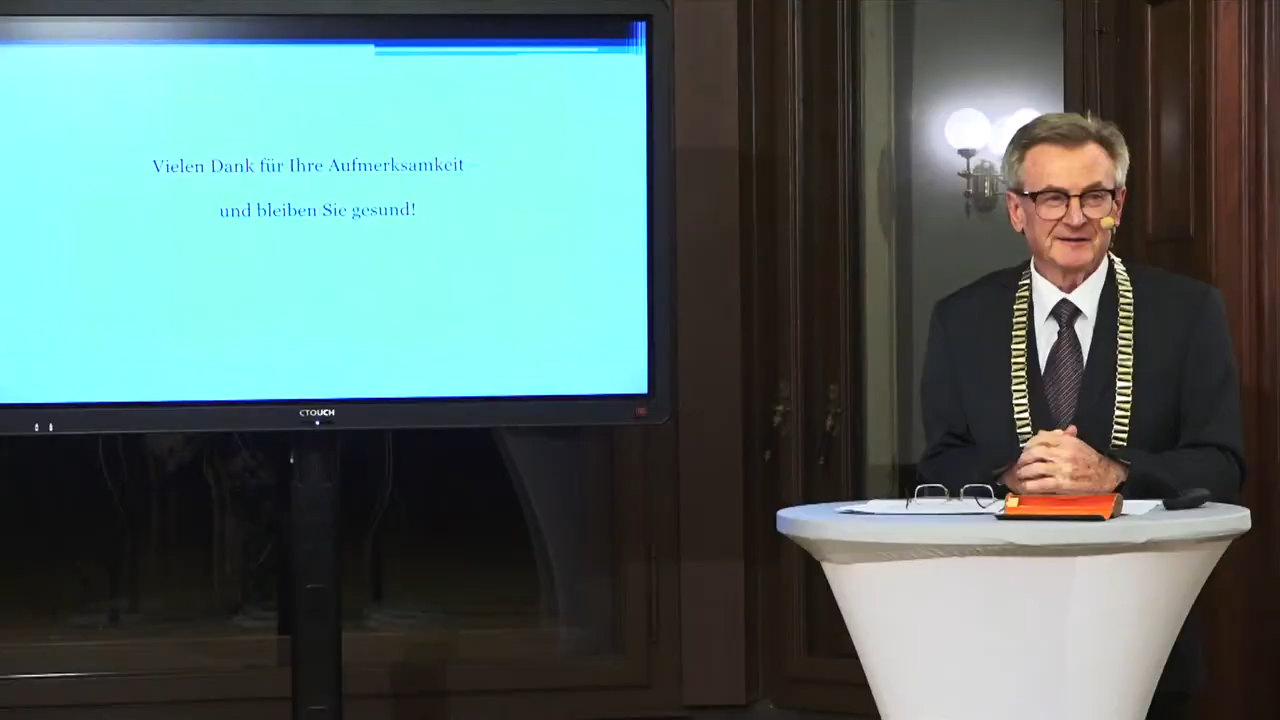 Vielen Dank für Ihre Aufmerksamkeit –
und bleiben Sie gesund!
CTOUCH